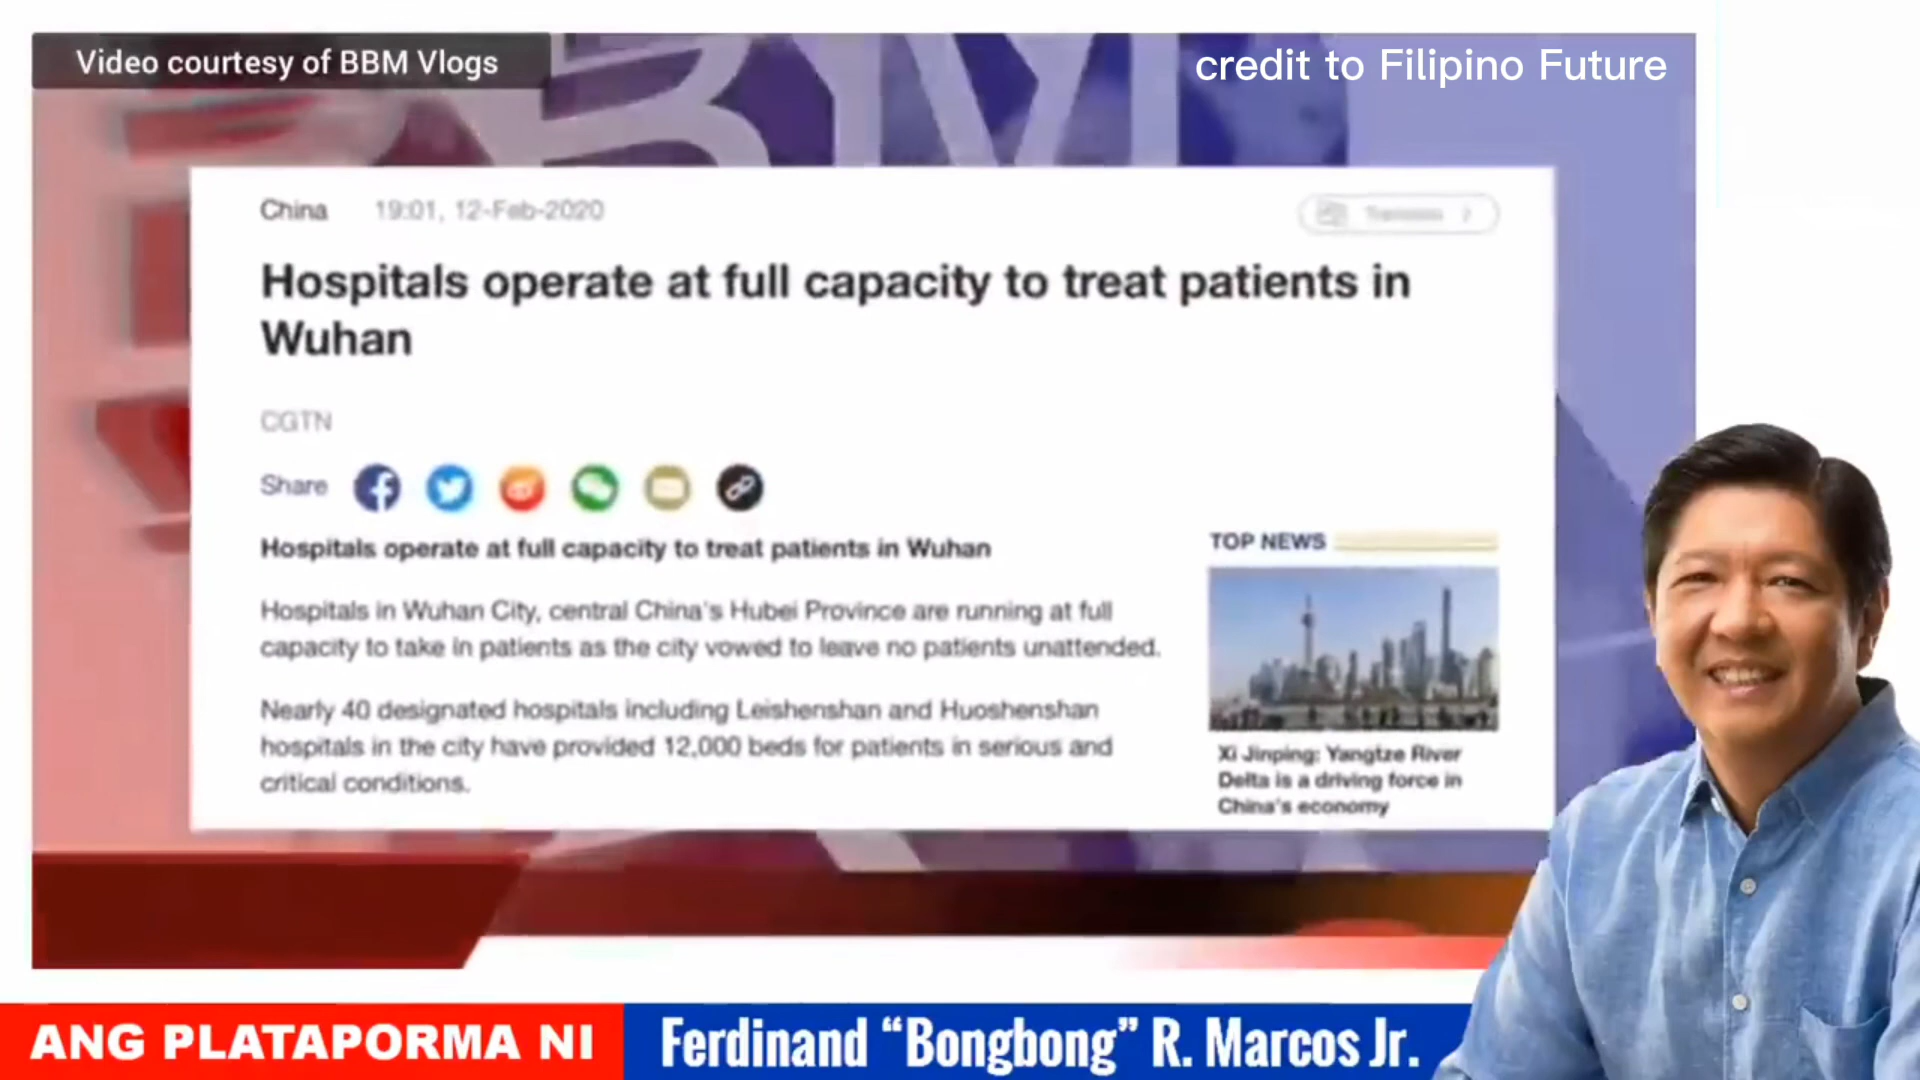 Video courtesy of BBM Vlogs
credit to Filipino Future
China 19:01, 12-Feb-2020
Hospitals operate at full capacity to treat patients in
Wuhan
CGTN
Share
Hospitals operate at full capacity to treat patients in Wuhan
Hospitals in Wuhan City, central China's Hubei Province are running at full
capacity to take in patients as the city vowed to leave no patients unattended.
Nearly 40 designated hospitals including Leishenshan and Huoshenshan
hospitals in the city have provided 12,000 beds for patients in serious and
critical conditions.
TOP NEWS
Xi Jinping: Yangtze River
Delta is a driving force in
China's economy
ANG PLATAPORMA NI
Ferdinand “Bongbong” R. Marcos Jr.